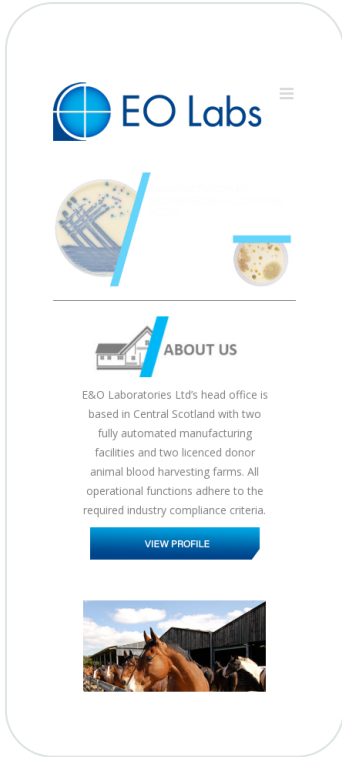 EO Labs
ABOUT US
E&O Laboratories Ltd's head office is
based in Central Scotland with two
fully automated manufacturing
facilities and two licenced donor
animal blood harvesting farms. All
operational functions adhere to the
required industry compliance criteria.
VIEW PROFILE